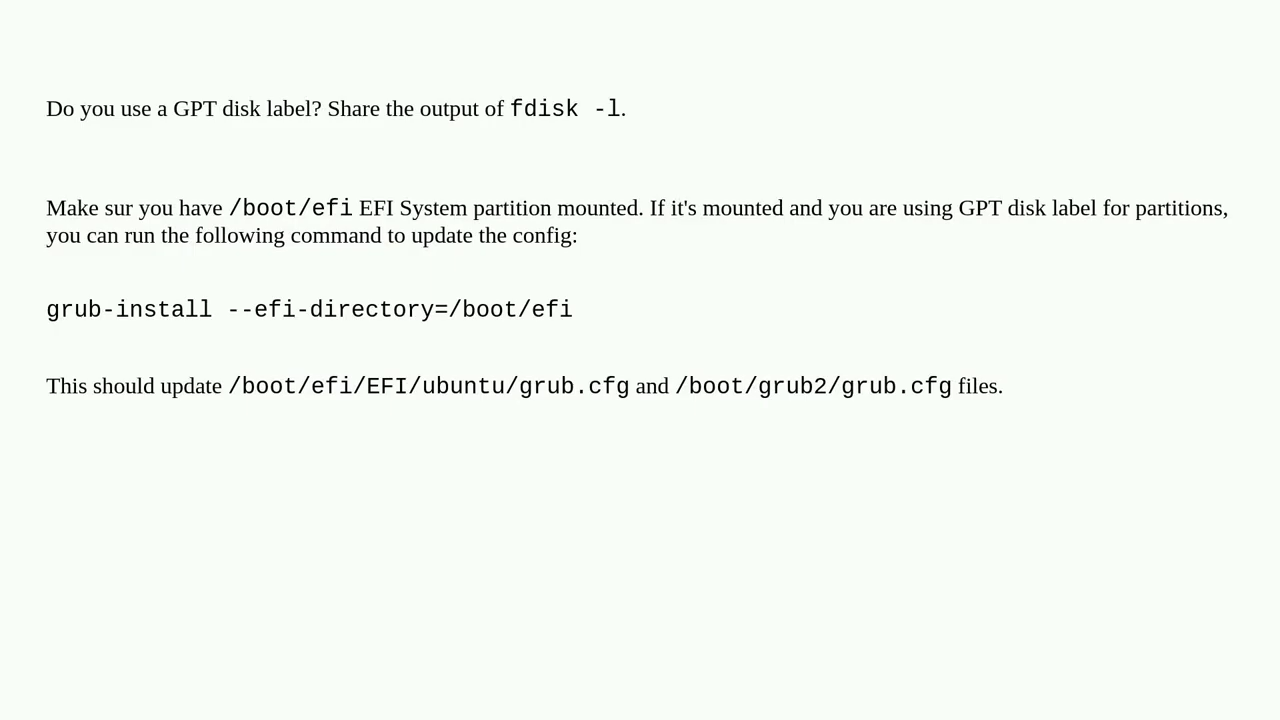 Do you use a GPT disk label? Share the output of fdisk -l.
Make sur you have /boot/efi EFI System partition mounted. If it's mounted and you are using GPT disk label for partitions,
you can run the following command to update the config:
grub-install --efi-directory=/boot/efi
This should update /boot/efi/EFI/ubuntu/grub.cfg and /boot/grub2/grub.cfg files.